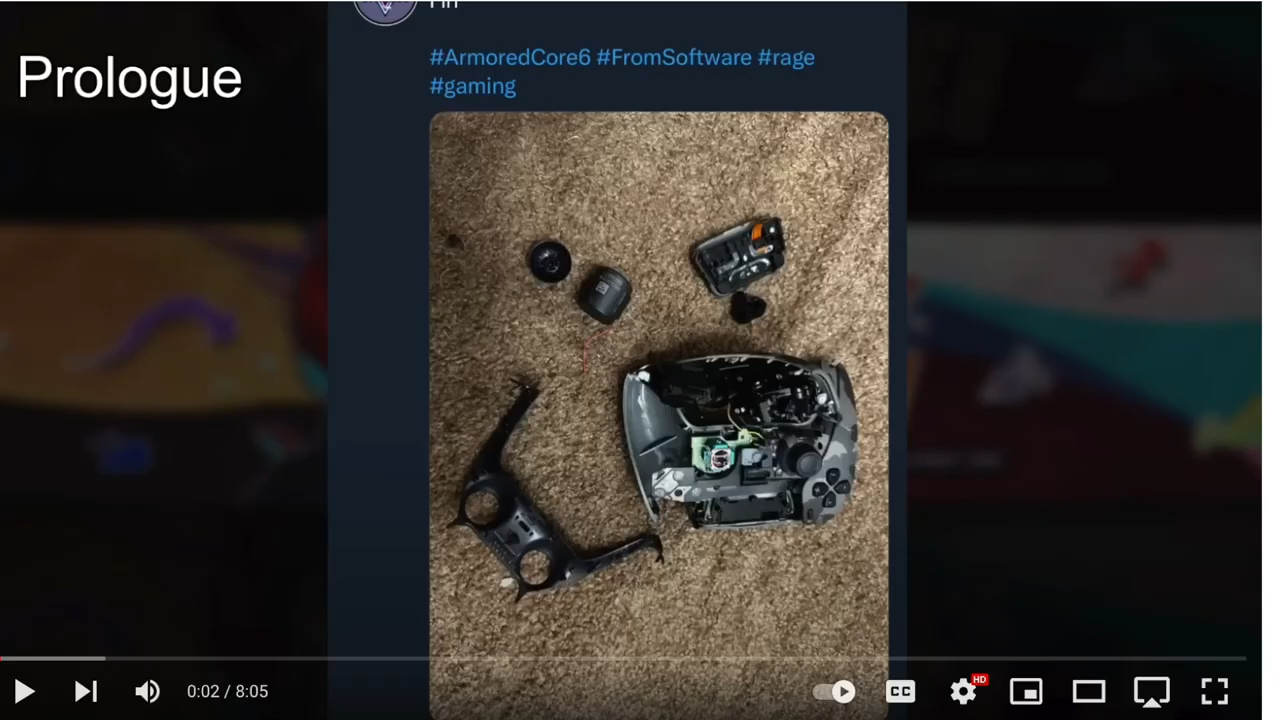 Prologue
#ArmoredCore6 #FromSoftware #rage
#gaming
0:02 / 8:05
CC
HD